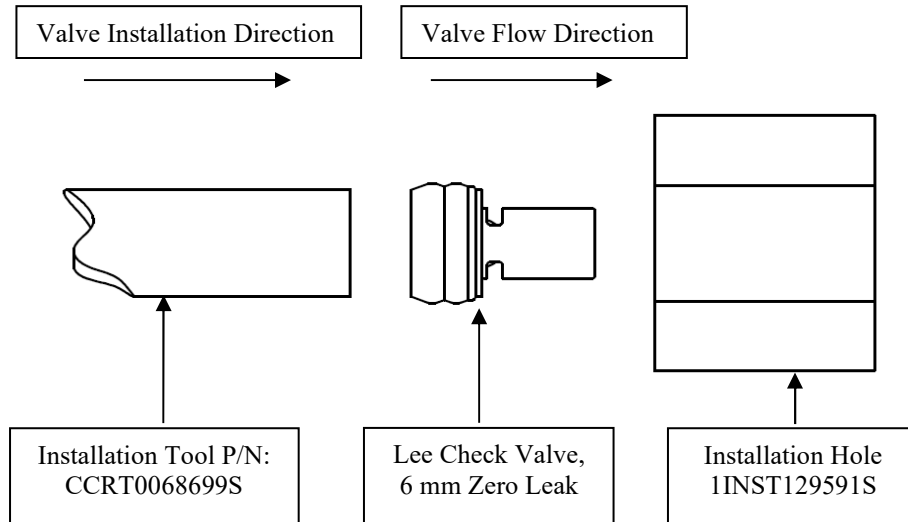 Valve Installation Direction
Valve Flow Direction
Installation Tool P/N:
CCRT0068699S
Lee Check Valve,
6 mm Zero Leak
Installation Hole
1INST129591S